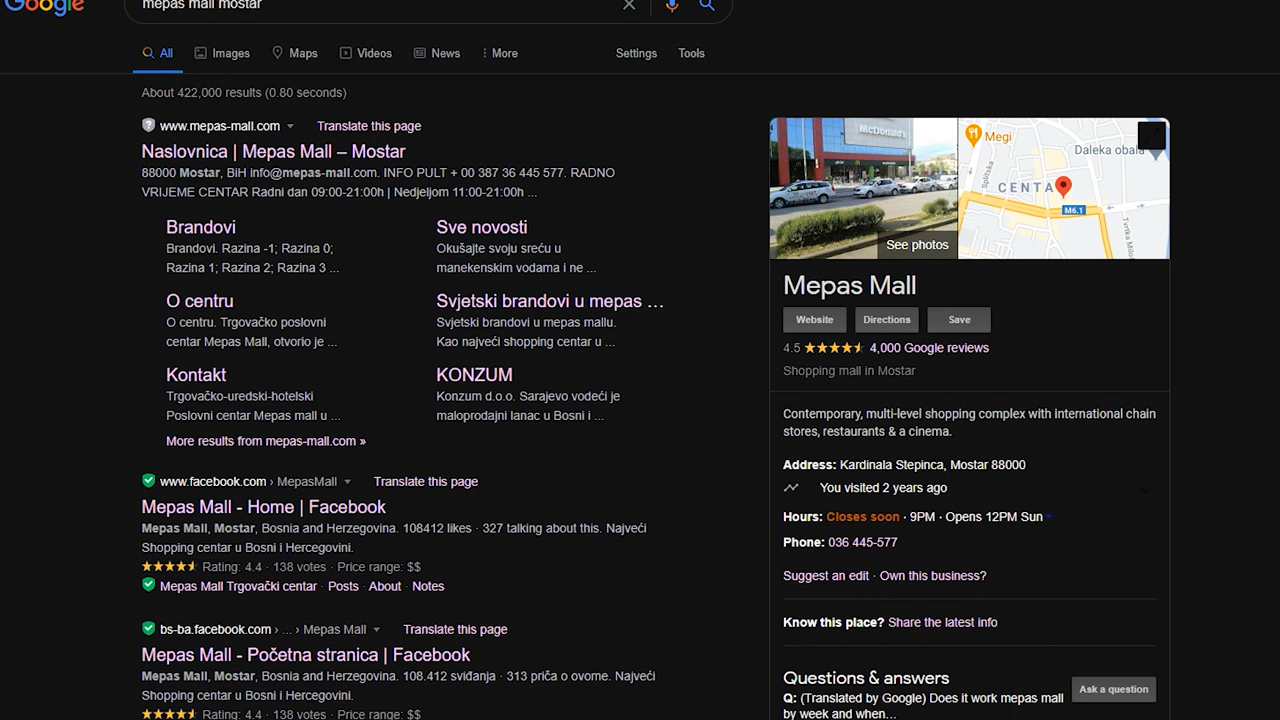 Google
mepas mall mostar
All Images Maps Videos News More Settings Tools
About 422,000 results (0.80 seconds)
www.mepas-mall.com Translate this page
Naslovnica | Mepas Mall – Mostar
88000 Mostar, BiH info@mepas-mall.com. INFO PULT + 00 387 36 445 577. RADNO
VRIJEME CENTAR Radni dan 09:00-21:00h | Nedjeljom 11:00-21:00h ...
Brandovi
Brandovi. Razina -1; Razina 0;
Razina 1; Razina 2; Razina 3 ...
Sve novosti
Okušajte svoju sreću u
manekenskim vodama i ne ...
O centru
O centru. Trgovačko poslovni
centar Mepas Mall, otvorio je ...
Svjetski brandovi u mepas ...
Svjetski brandovi u mepas mallu.
Kao najveći shopping centar u ...
Kontakt
Trgovačko-uredski-hotelski
Poslovni centar Mepas mall u ...
KONZUM
Konzum d.o.o. Sarajevo vodeći je
maloprodajni lanac u Bosni i ...
More results from mepas-mall.com »
www.facebook.com › MepasMall Translate this page
Mepas Mall - Home | Facebook
Mepas Mall, Mostar, Bosnia and Herzegovina. 108412 likes · 327 talking about this. Najveći
Shopping centar u Bosni i Hercegovini.
Rating: 4.4 · 138 votes · Price range: $$
Mepas Mall Trgovački centar · Posts · About · Notes
bs-ba.facebook.com › ... › Mepas Mall Translate this page
Mepas Mall - Početna stranica | Facebook
Mepas Mall, Mostar, Bosnia and Herzegovina. 108.412 sviđanja · 313 priča o ovome. Najveći
Shopping centar u Bosni i Hercegovini.
Rating: 4.4 · 138 votes · Price range: $$
McDonald's
See photos
Megi
Daleka obala
Splitska
CENTA
M6.1
Tvrtka Milo
Mepas Mall
Website Directions Save
4.5 4,000 Google reviews
Shopping mall in Mostar
Contemporary, multi-level shopping complex with international chain
stores, restaurants & a cinema.
Address: Kardinala Stepinca, Mostar 88000
You visited 2 years ago
Hours: Closes soon · 9PM · Opens 12PM Sun
Phone: 036 445-577
Suggest an edit · Own this business?
Know this place? Share the latest info
Questions & answers
Ask a question
Q: (Translated by Google) Does it work mepas mall
by week and when...